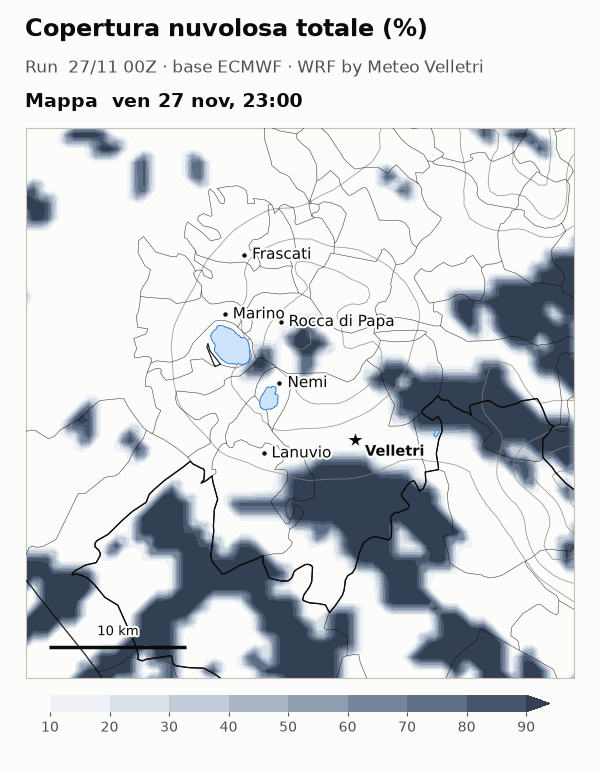 Copertura nuvolosa totale (%)
Run  27/11 00Z · base ECMWF · WRF by Meteo Velletri
Mappa  ven 27 nov, 23:00
Frascati
Marino
Rocca di Papa
Nemi
Velletri
Lanuvio
10 km
10 20 30 40 50 60 70 80 90